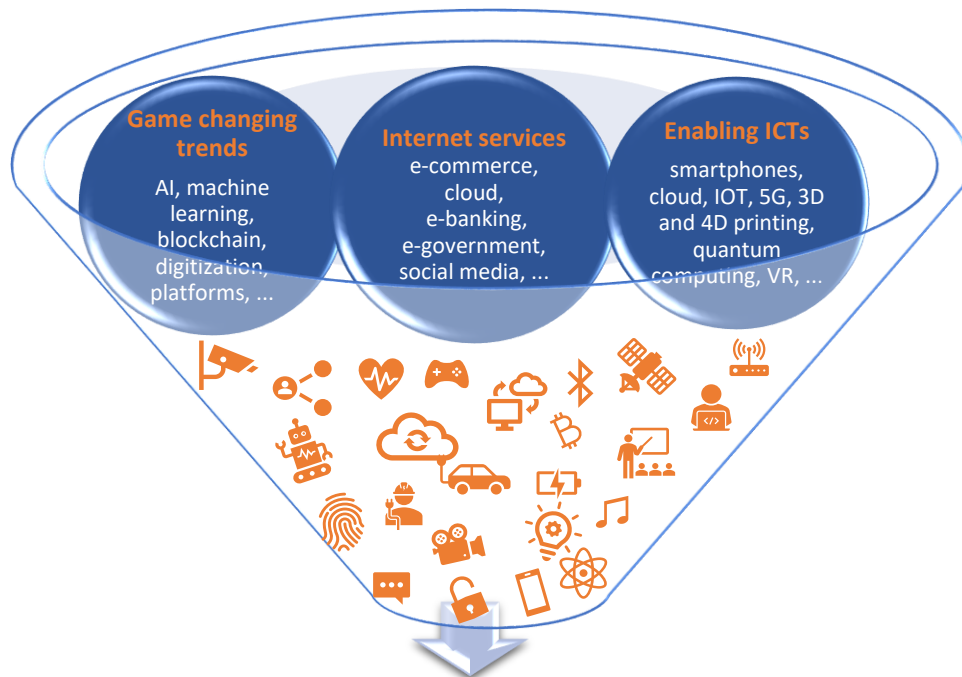 Game changing
trends
AI, machine
learning,
blockchain,
digitization,
platforms, ...
Internet services
e-commerce,
cloud,
e-banking,
e-government,
social media, ...
Enabling ICTs
smartphones,
cloud, IOT, 5G, 3D
and 4D printing,
quantum
computing, VR, ...